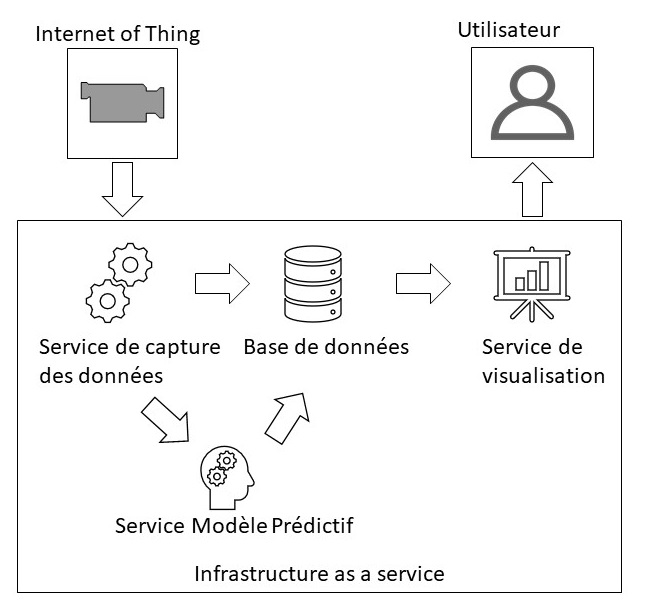 Internet of Thing
Utilisateur
Service de capture
des données
Base de données
Service de
visualisation
Service Modèle Prédictif
Infrastructure as a service